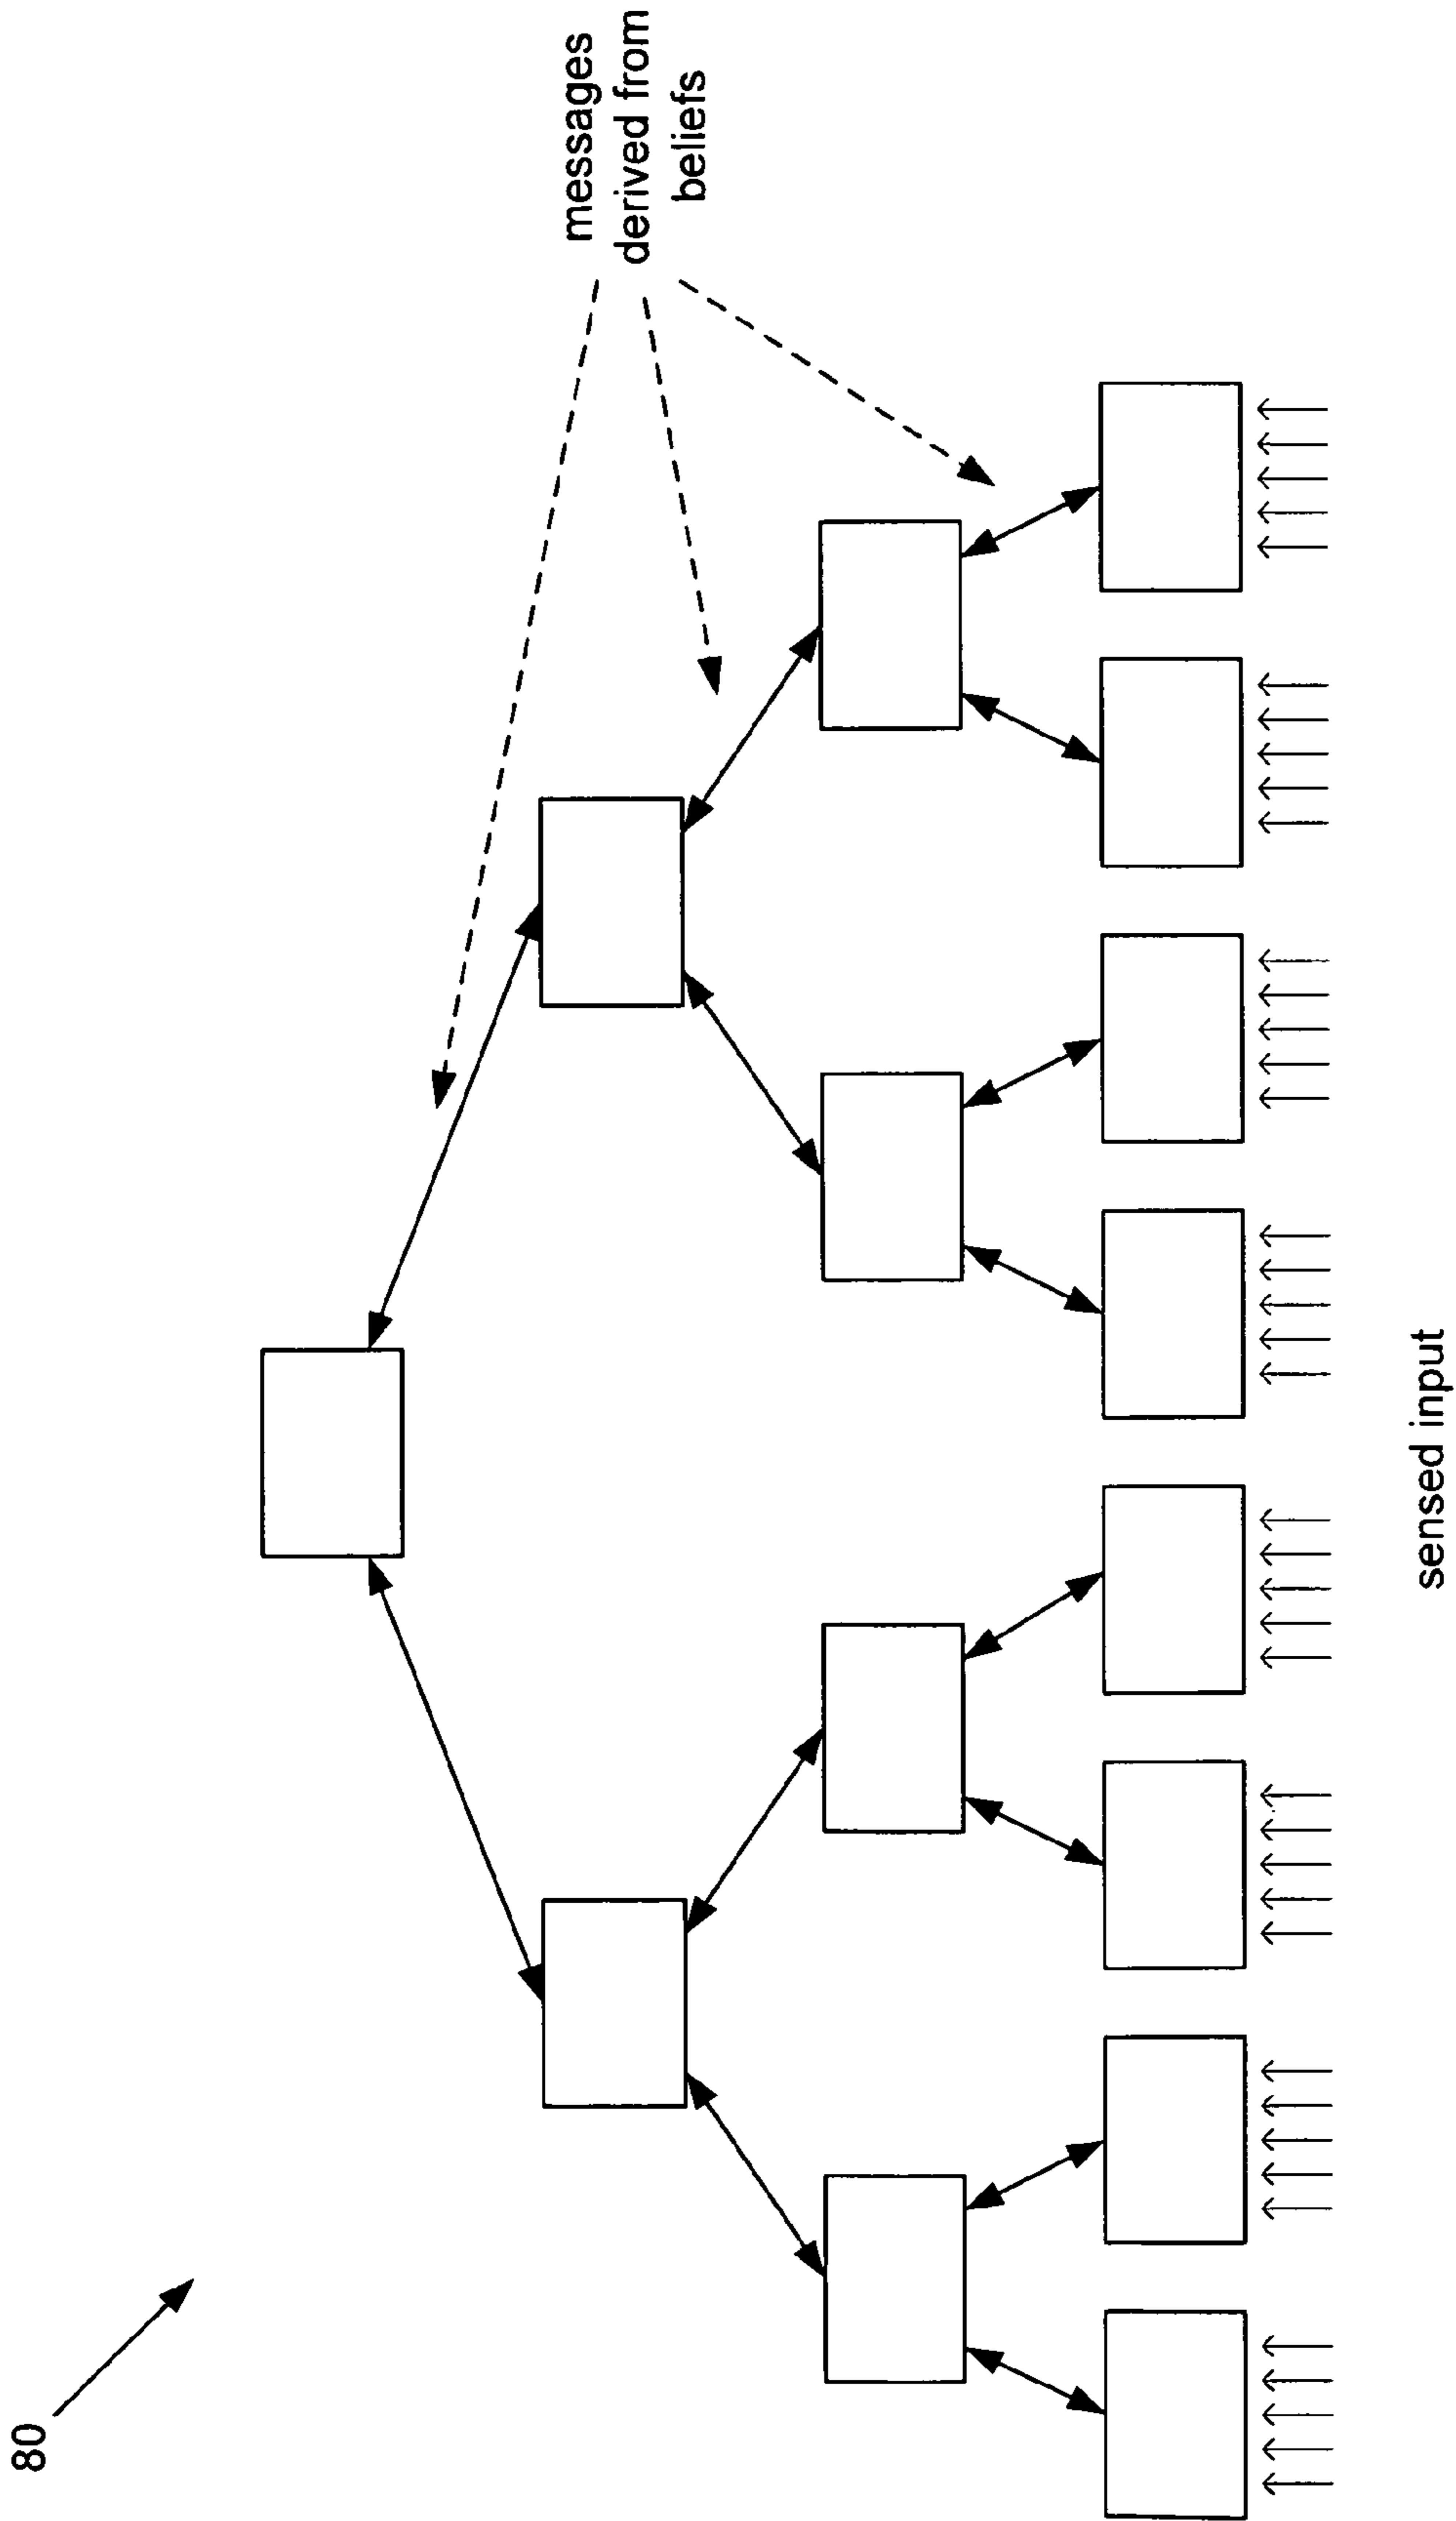 80
messages
derived from
beliefs
sensed input